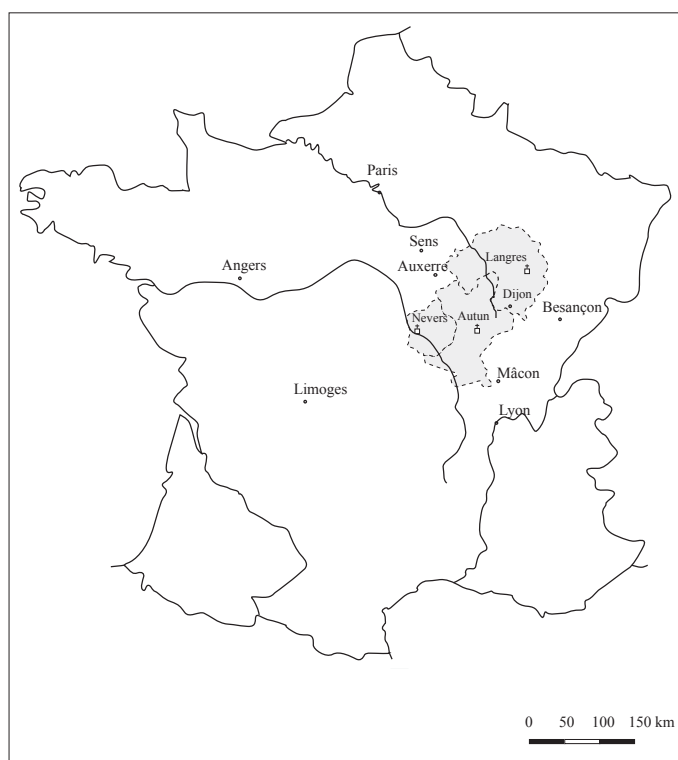 Paris
Sens
Langres
Auxerre
Angers
Dijon
Besançon
Nevers
Autun
Mâcon
Limoges
Lyon
0 50 100 150 km